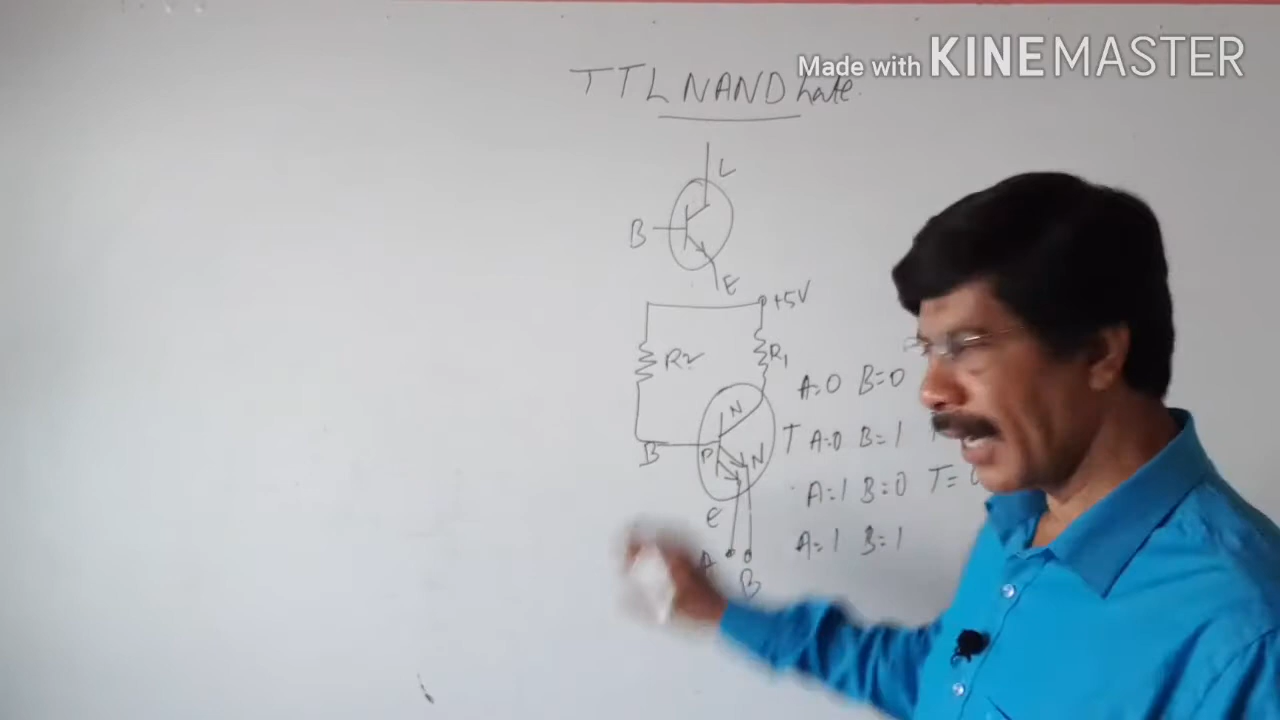 Made with KINEMASTER
TTL NAND Gate.
C
B
E
+5V
R2
R1
A=0 B=0
N
T A=0 B=1
P N
B
A=1 B=0 T=0
E
A=1 B=1
A
B